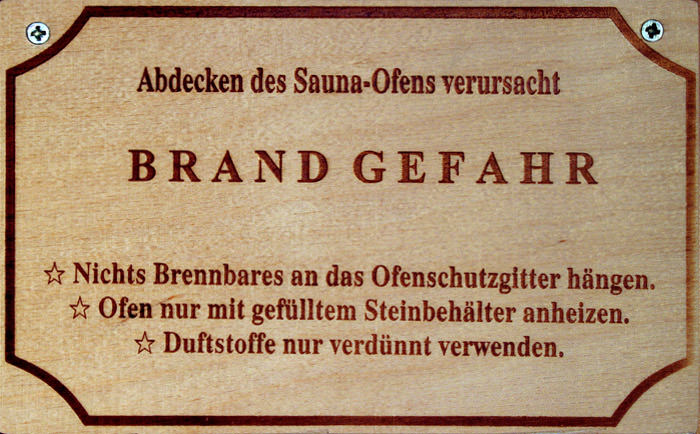 Abdecken des Sauna-Ofens verursacht
BRAND GEFAHR
☆ Nichts Brennbares an das Ofenschutzgitter hängen.
☆ Ofen nur mit gefülltem Steinbehälter anheizen.
☆ Duftstoffe nur verdünnt verwenden.